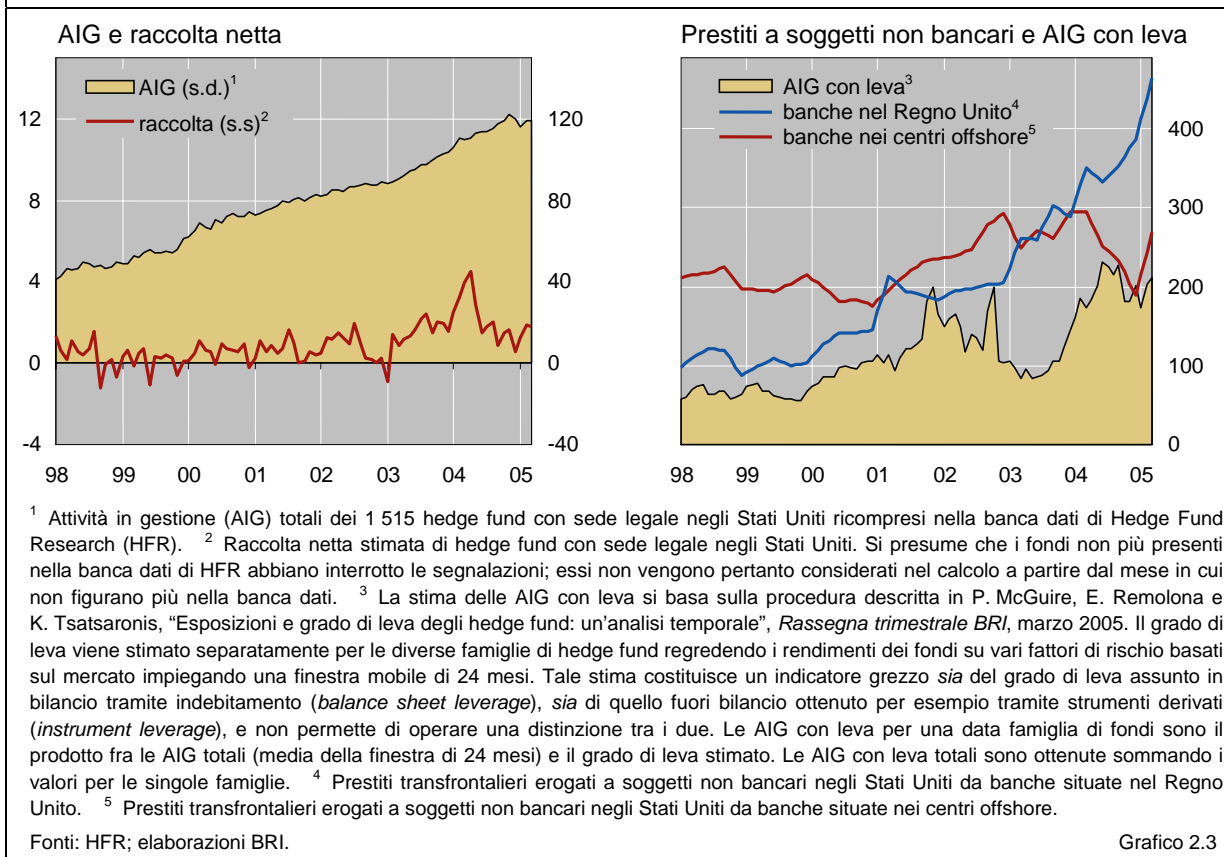 AIG e raccolta netta
AIG (s.d.)¹
raccolta (s.s)²
12
8
4
0
-4
120
80
40
0
-40
98 99 00 01 02 03 04 05
Prestiti a soggetti non bancari e AIG con leva
AIG con leva³
banche nel Regno Unito⁴
banche nei centri offshore⁵
400
300
200
100
0
98 99 00 01 02 03 04 05
¹ Attività in gestione (AIG) totali dei 1 515 hedge fund con sede legale negli Stati Uniti ricompresi nella banca dati di Hedge Fund
Research (HFR). ² Raccolta netta stimata di hedge fund con sede legale negli Stati Uniti. Si presume che i fondi non più presenti
nella banca dati di HFR abbiano interrotto le segnalazioni; essi non vengono pertanto considerati nel calcolo a partire dal mese in cui
non figurano più nella banca dati. ³ La stima delle AIG con leva si basa sulla procedura descritta in P. McGuire, E. Remolona e
K. Tsatsaronis, “Esposizioni e grado di leva degli hedge fund: un’analisi temporale”, Rassegna trimestrale BRI, marzo 2005. Il grado di
leva viene stimato separatamente per le diverse famiglie di hedge fund regredendo i rendimenti dei fondi su vari fattori di rischio basati
sul mercato impiegando una finestra mobile di 24 mesi. Tale stima costituisce un indicatore grezzo sia del grado di leva assunto in
bilancio tramite indebitamento (balance sheet leverage), sia di quello fuori bilancio ottenuto per esempio tramite strumenti derivati
(instrument leverage), e non permette di operare una distinzione tra i due. Le AIG con leva per una data famiglia di fondi sono il
prodotto fra le AIG totali (media della finestra di 24 mesi) e il grado di leva stimato. Le AIG con leva totali sono ottenute sommando i
valori per le singole famiglie. ⁴ Prestiti transfrontalieri erogati a soggetti non bancari negli Stati Uniti da banche situate nel Regno
Unito. ⁵ Prestiti transfrontalieri erogati a soggetti non bancari negli Stati Uniti da banche situate nei centri offshore.
Fonti: HFR; elaborazioni BRI.
Grafico 2.3